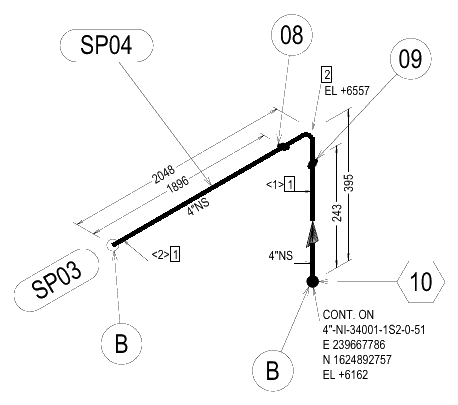 SP04
08
09
2
EL +6557
2048
1896
4"NS
<1> 1
395
243
<2> 1
4"NS
SP03
10
B
B
CONT. ON
4"-NI-34001-1S2-0-51
E 239667786
N 1624892757
EL +6162